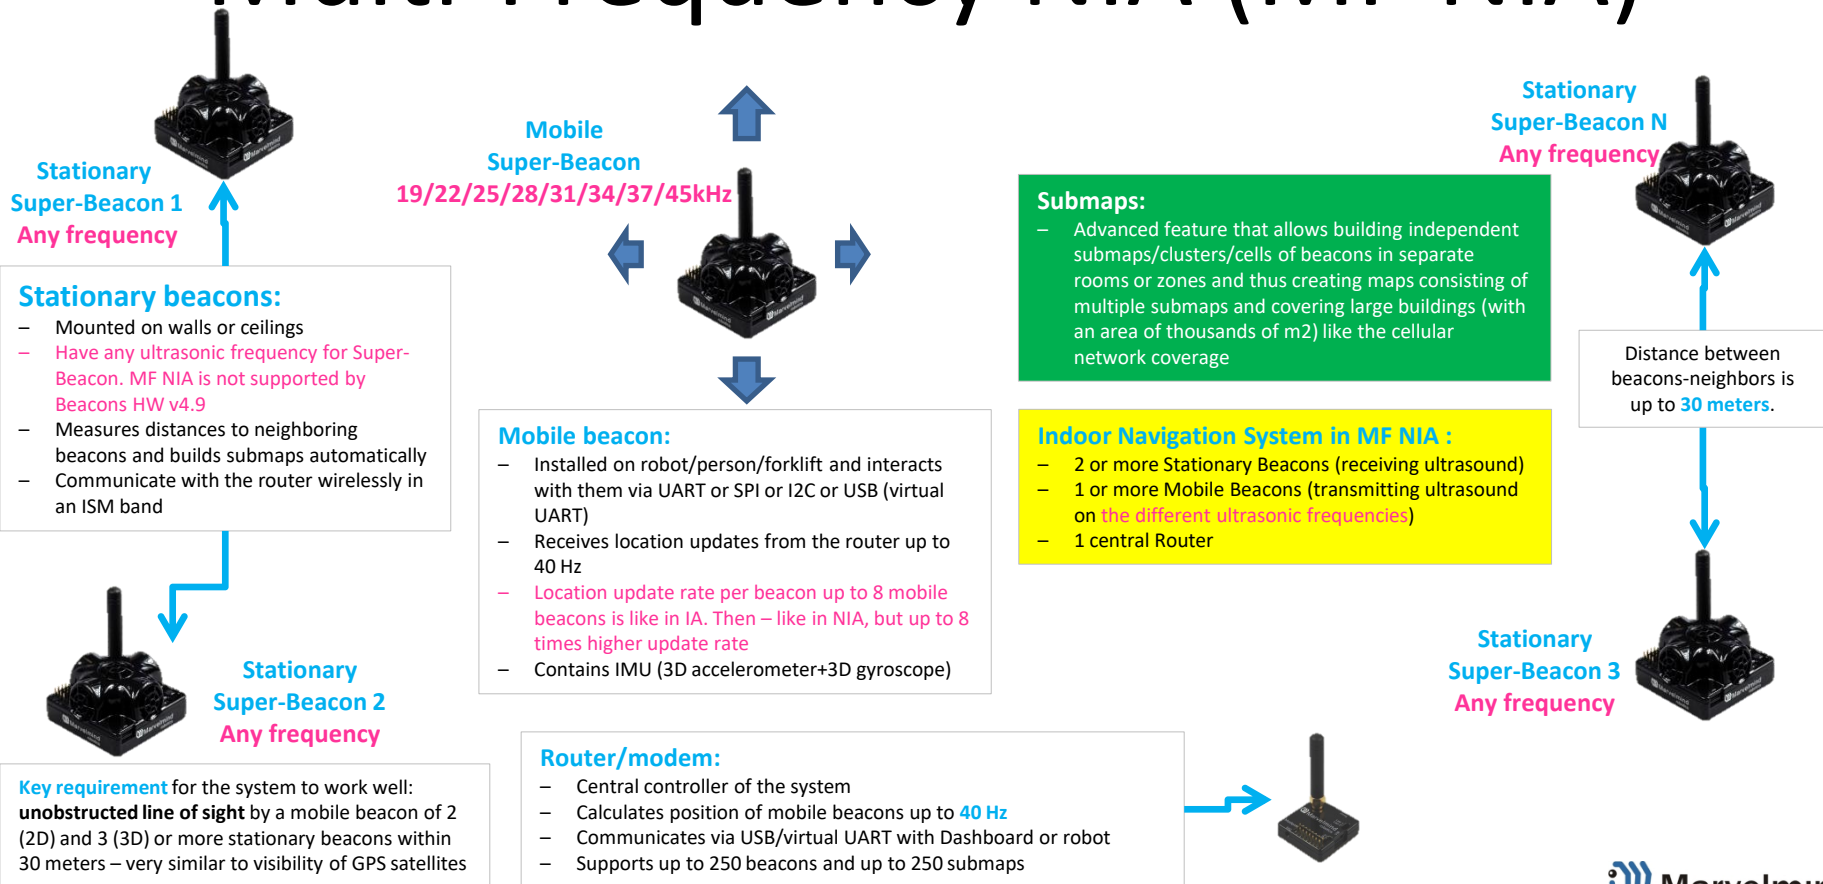 Multi-Frequency NIA (MF NIA)
Stationary
Super-Beacon 1
Any frequency
Mobile
Super-Beacon
19/22/25/28/31/34/37/45kHz
Stationary
Super-Beacon N
Any frequency
Stationary beacons:
– Mounted on walls or ceilings
– Have any ultrasonic frequency for Super-
Beacon. MF NIA is not supported by
Beacons HW v4.9
– Measures distances to neighboring
beacons and builds submaps automatically
– Communicate with the router wirelessly in
an ISM band
Submaps:
– Advanced feature that allows building independent
submaps/clusters/cells of beacons in separate
rooms or zones and thus creating maps consisting of
multiple submaps and covering large buildings (with
an area of thousands of m2) like the cellular
network coverage
Distance between
beacons-neighbors is
up to 30 meters.
Mobile beacon:
– Installed on robot/person/forklift and interacts
with them via UART or SPI or I2C or USB (virtual
UART)
– Receives location updates from the router up to
40 Hz
– Location update rate per beacon up to 8 mobile
beacons is like in IA. Then – like in NIA, but up to 8
times higher update rate
– Contains IMU (3D accelerometer+3D gyroscope)
Indoor Navigation System in MF NIA :
– 2 or more Stationary Beacons (receiving ultrasound)
– 1 or more Mobile Beacons (transmitting ultrasound
on the different ultrasonic frequencies)
– 1 central Router
Stationary
Super-Beacon 2
Any frequency
Stationary
Super-Beacon 3
Any frequency
Key requirement for the system to work well:
unobstructed line of sight by a mobile beacon of 2
(2D) and 3 (3D) or more stationary beacons within
30 meters – very similar to visibility of GPS satellites
Router/modem:
– Central controller of the system
– Calculates position of mobile beacons up to 40 Hz
– Communicates via USB/virtual UART with Dashboard or robot
– Supports up to 250 beacons and up to 250 submaps